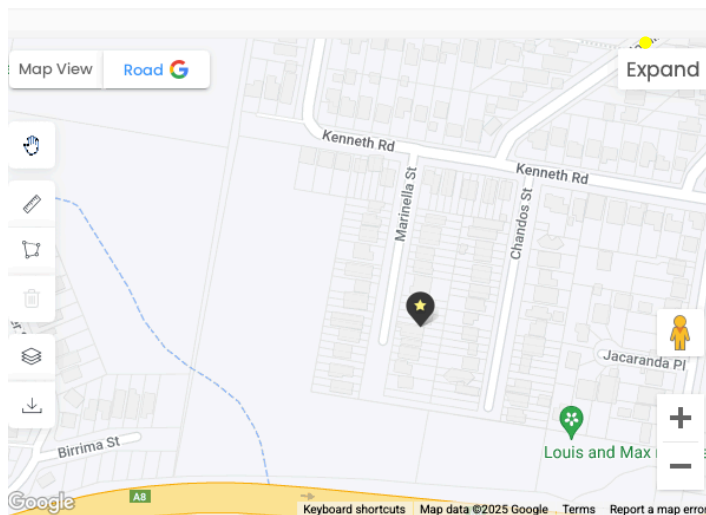 Map View
Road
Expand
Kenneth Rd
Kenneth Rd
Marinella St
Chandos St
Jacaranda Pl
Louis and Max
Birrima St
A8
Google
Keyboard shortcuts
Map data ©2025 Google
Terms
Report a map error